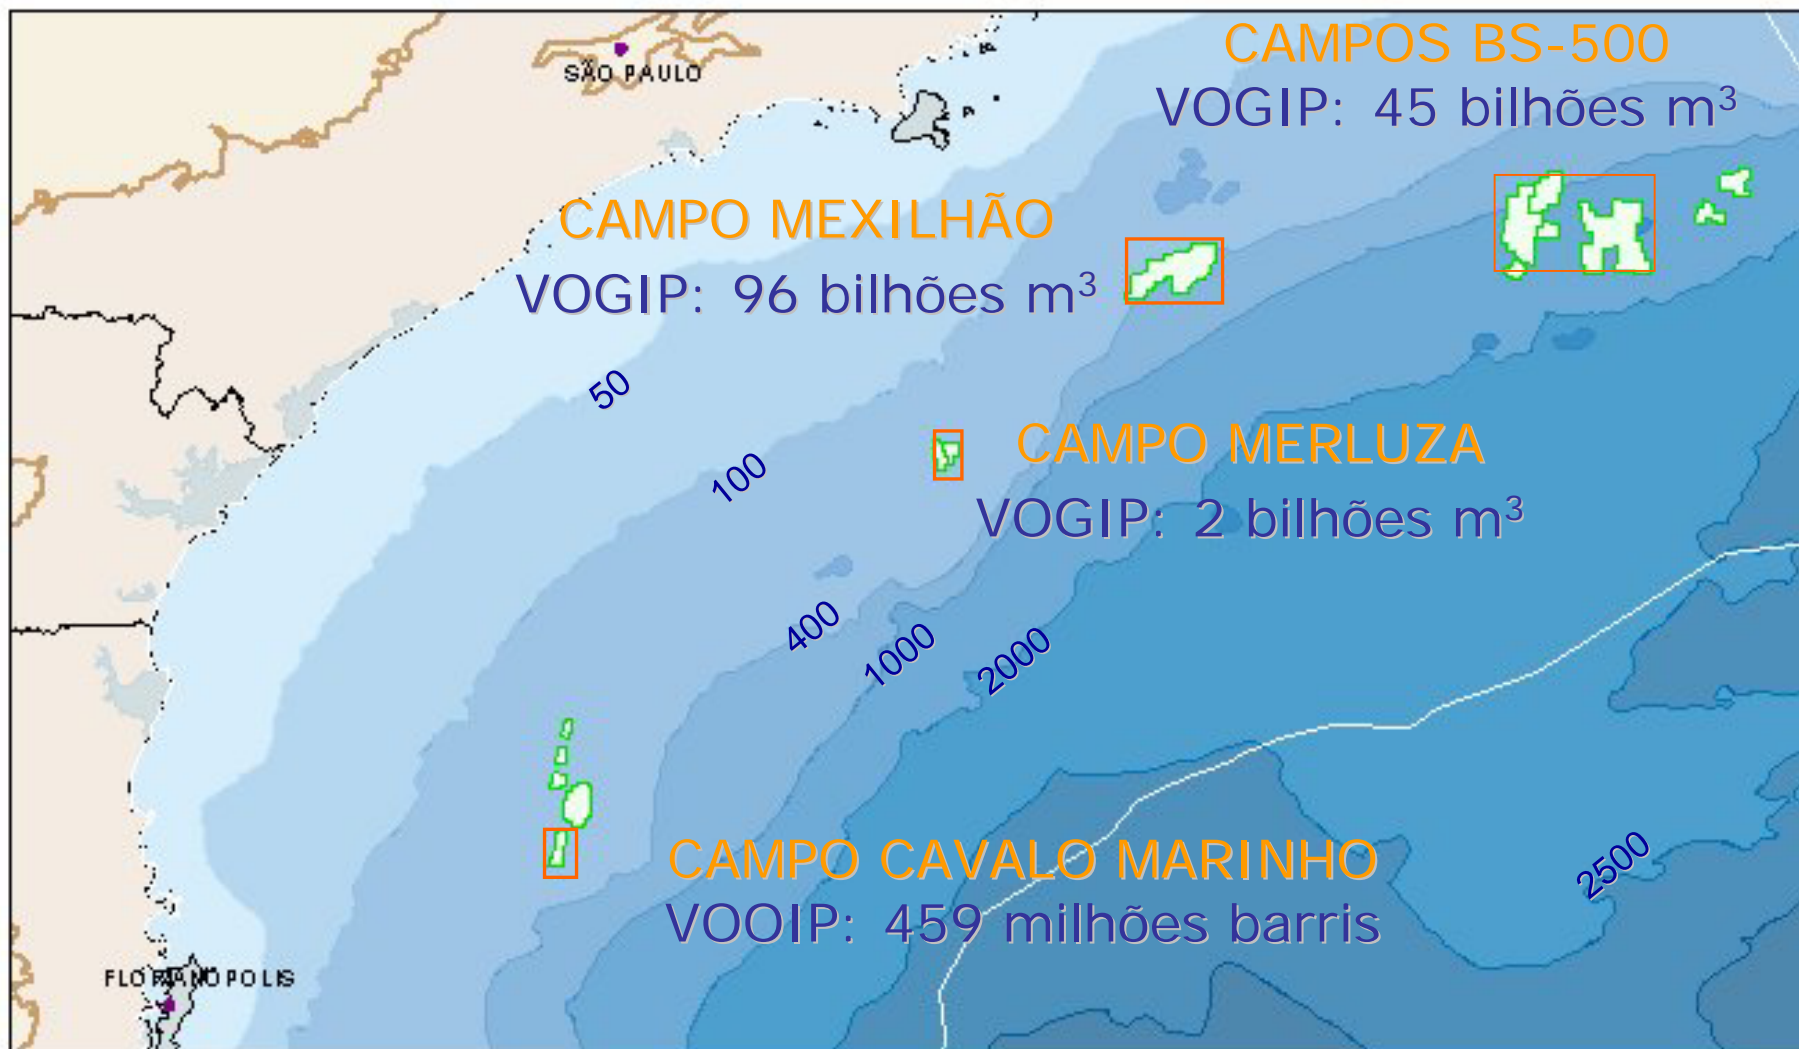 CAMPOS BS-500
VOGIP: 45 bilhões m³
SÃO PAULO
CAMPO MEXILHÃO
VOGIP: 96 bilhões m³
50
100
CAMPO MERLUZA
VOGIP: 2 bilhões m³
400
1000
2000
CAMPO CAVALO MARINHO
VOOIP: 459 milhões barris
2500
FLORIANÓPOLIS